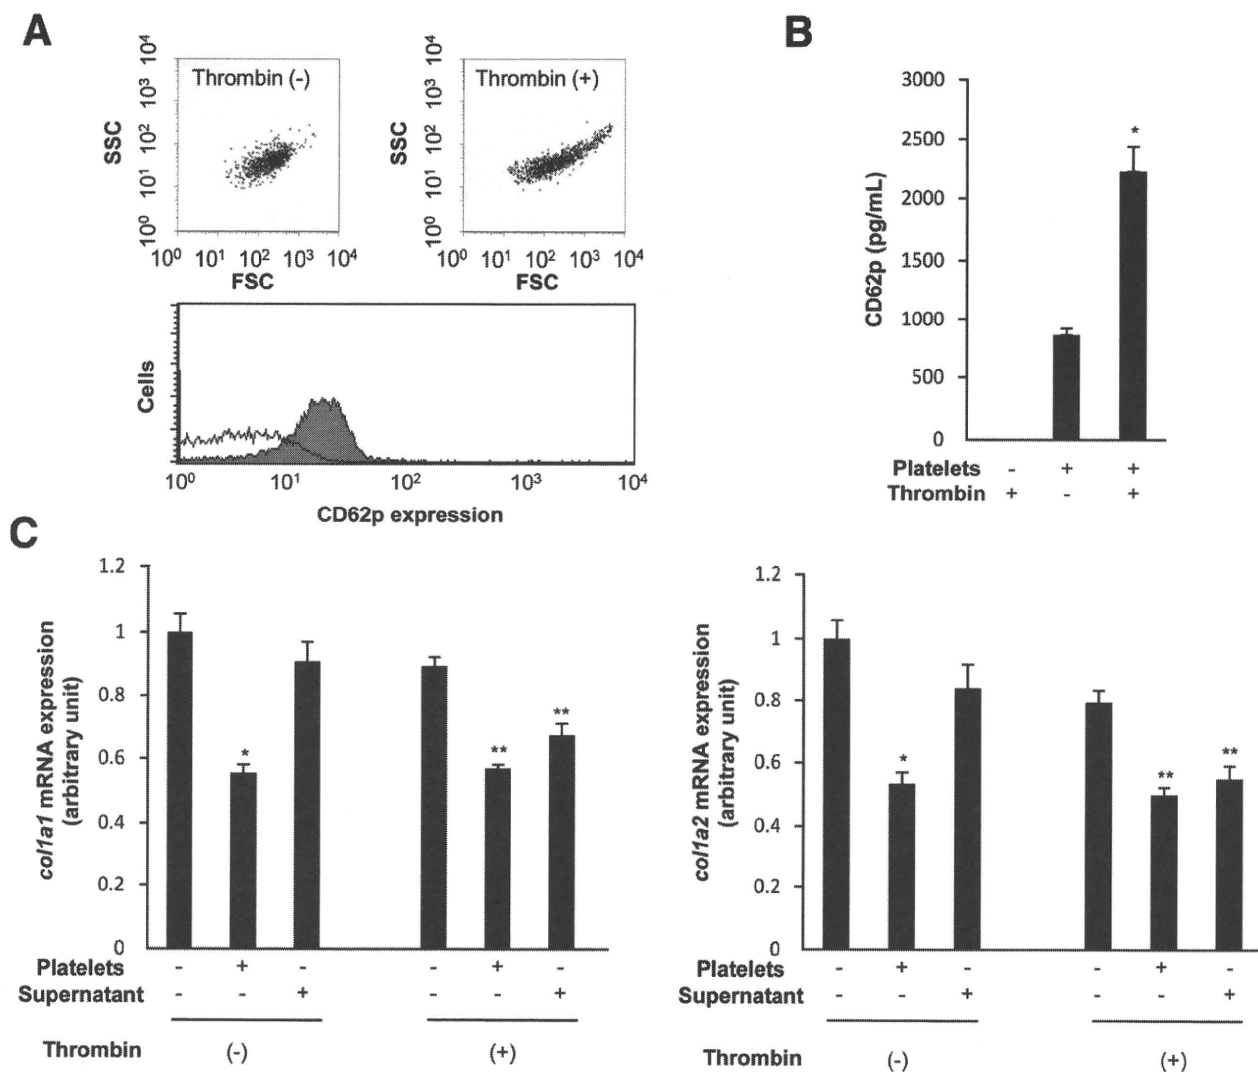 A
Thrombin (-)
SSC
10⁰ 10¹ 10² 10³ 10⁴
10⁰ 10¹ 10² 10³ 10⁴
FSC
Thrombin (+)
SSC
10⁰ 10¹ 10² 10³ 10⁴
10⁰ 10¹ 10² 10³ 10⁴
FSC
Cells
10⁰ 10¹ 10² 10³ 10⁴
CD62p expression
B
CD62p (pg/mL)
3000
2500
2000
1500
1000
500
0
*
Platelets - + +
Thrombin + - +
C
col1a1 mRNA expression
(arbitrary unit)
1.2
1
0.8
0.6
0.4
0.2
0
* ** **
Platelets - + - - + -
Supernatant - - + - - +
Thrombin (-) (+)
col1a2 mRNA expression
(arbitrary unit)
1.2
1
0.8
0.6
0.4
0.2
0
* ** **
Platelets - + - - + -
Supernatant - - + - - +
Thrombin (-) (+)